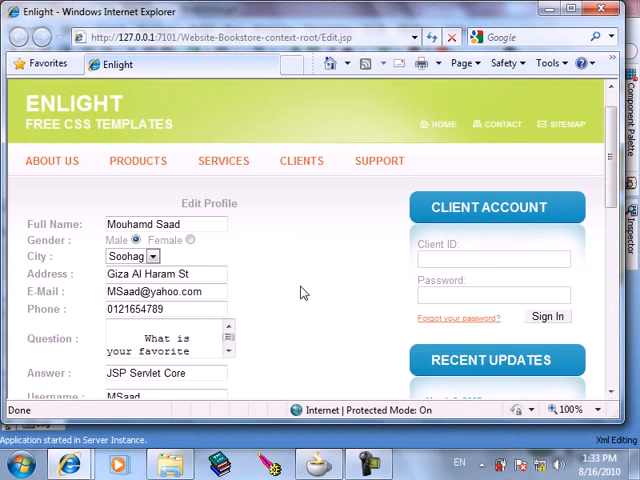 Enlight - Windows Internet Explorer
http://127.0.0.1:7101/Website-Bookstore-context-root/Edit.jsp
Google
Favorites
Enlight
Page
Safety
Tools
Component Palette
Inspector
ENLIGHT
FREE CSS TEMPLATES
HOME
CONTACT
SITEMAP
ABOUT US
PRODUCTS
SERVICES
CLIENTS
SUPPORT
Edit Profile
Full Name: Mouhamd Saad
Gender : Male Female
City : Soohag
Address : Giza Al Haram St
E-Mail : MSaad@yahoo.com
Phone : 0121654789
Question : What is
your favorite
Answer : JSP Servlet Core
Username : MSaad
CLIENT ACCOUNT
Client ID:
Password:
Forgot your password?
Sign In
RECENT UPDATES
Done
Internet | Protected Mode: On
100%
Application started in Server Instance.
Xml Editing
EN
1:33 PM
8/16/2010